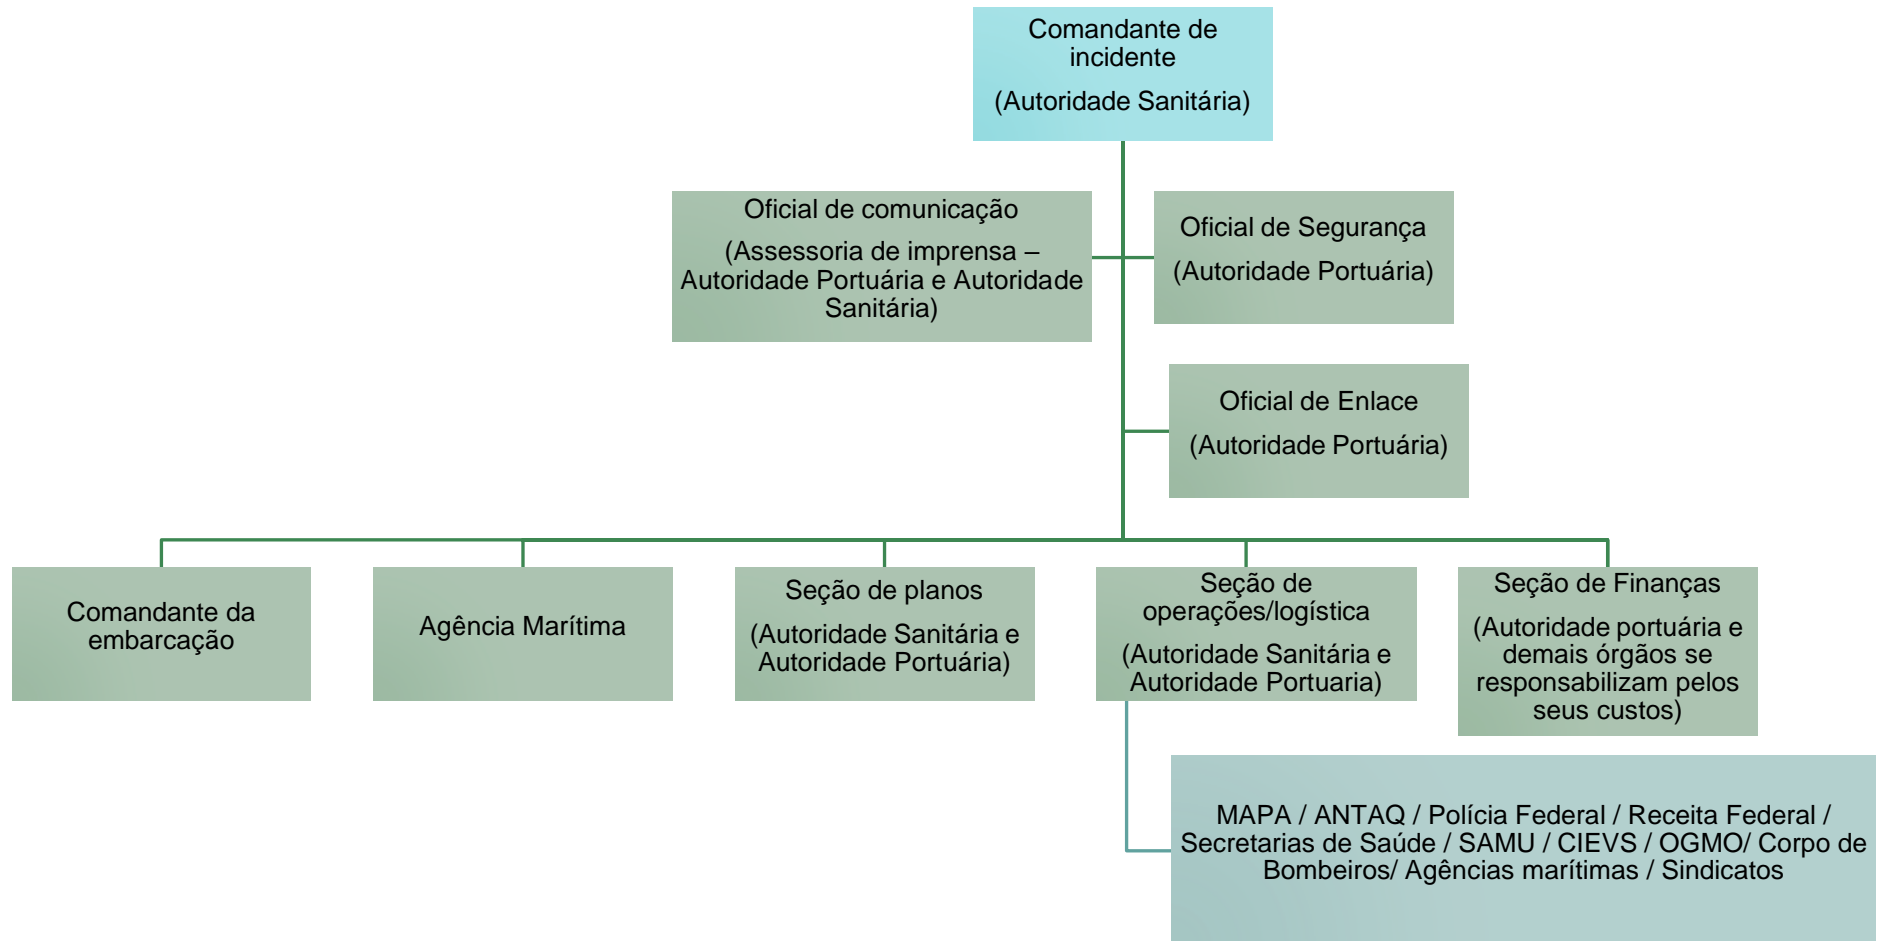 Comandante de
incidente
(Autoridade Sanitária)
Oficial de comunicação
(Assessoria de imprensa –
Autoridade Portuária e Autoridade
Sanitária)
Oficial de Segurança
(Autoridade Portuária)
Oficial de Enlace
(Autoridade Portuária)
Comandante da
embarcação
Agência Marítima
Seção de planos
(Autoridade Sanitária e
Autoridade Portuária)
Seção de
operações/logística
(Autoridade Sanitária e
Autoridade Portuaria)
Seção de Finanças
(Autoridade portuária e
demais órgãos se
responsabilizam pelos
seus custos)
MAPA / ANTAQ / Polícia Federal / Receita Federal /
Secretarias de Saúde / SAMU / CIEVS / OGMO/ Corpo de
Bombeiros/ Agências marítimas / Sindicatos